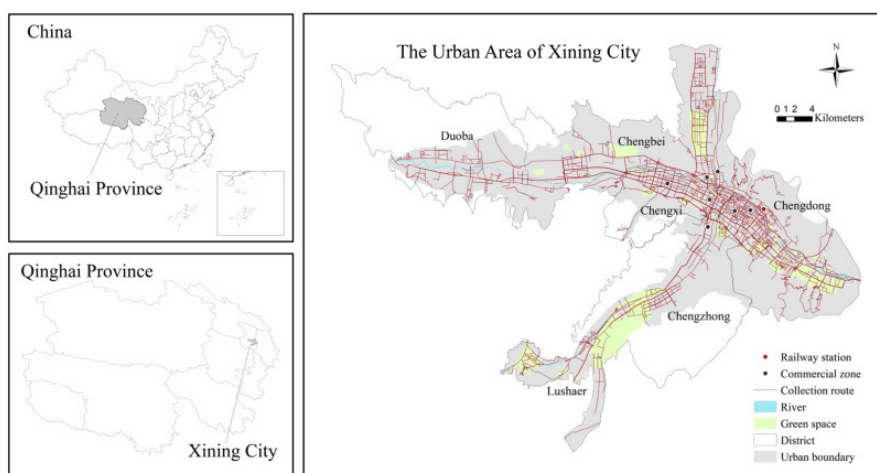 China
Qinghai Province
Qinghai Province
Xining City
The Urban Area of Xining City
N
0 1 2 4
Kilometers
Duoba
Chengbei
Chengxi
Chengdong
Chengzhong
Lushaer
Railway station
Commercial zone
Collection route
River
Green space
District
Urban boundary